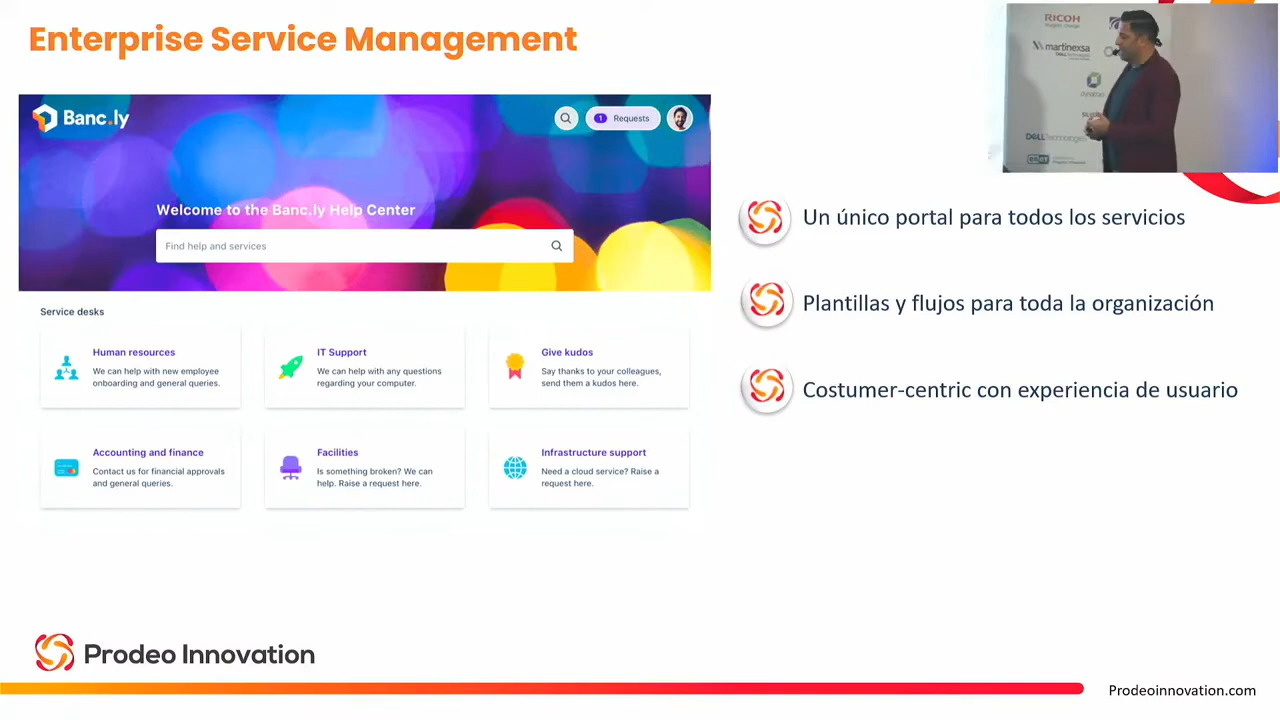 Enterprise Service Management
RICOH
martinexsa
DELL Technologies
eset
Banc.ly
1 Requests
Welcome to the Banc.ly Help Center
Find help and services
Service desks
Human resources
We can help with new employee
onboarding and general queries.
IT Support
We can help with any questions
regarding your computer.
Give kudos
Say thanks to your colleagues,
send them a kudos here.
Accounting and finance
Contact us for financial approvals
and general queries.
Facilities
Is something broken? We can
help. Raise a request here.
Infrastructure support
Need a cloud service? Raise a
request here.
Un único portal para todos los servicios
Plantillas y flujos para toda la organización
Costumer-centric con experiencia de usuario
Prodeo Innovation
Prodeoinnovation.com